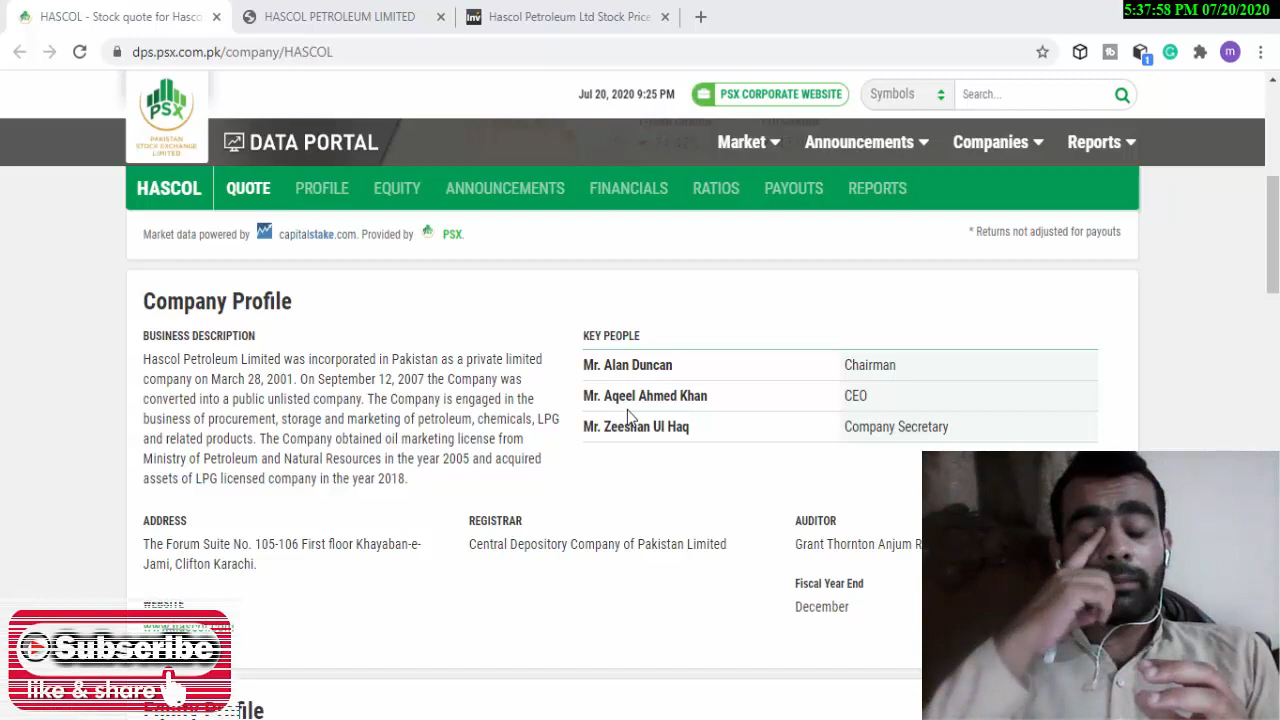 HASCOL - Stock quote for Hasco
HASCOL PETROLEUM LIMITED
Inv
Hascol Petroleum Ltd Stock Price
5:37:58 PM 07/20/2020
dps.psx.com.pk/company/HASCOL
tb
1
m
PSX
PAKISTAN
STOCK EXCHANGE
LIMITED
Jul 20, 2020 9:25 PM
PSX CORPORATE WEBSITE
Symbols
Search...
DATA PORTAL
Market
Announcements
Companies
Reports
HASCOL
QUOTE
PROFILE
EQUITY
ANNOUNCEMENTS
FINANCIALS
RATIOS
PAYOUTS
REPORTS
Market data powered by capitalstake.com. Provided by PSX.
* Returns not adjusted for payouts
Company Profile
BUSINESS DESCRIPTION
Hascol Petroleum Limited was incorporated in Pakistan as a private limited
company on March 28, 2001. On September 12, 2007 the Company was
converted into a public unlisted company. The Company is engaged in the
business of procurement, storage and marketing of petroleum, chemicals, LPG
and related products. The Company obtained oil marketing license from
Ministry of Petroleum and Natural Resources in the year 2005 and acquired
assets of LPG licensed company in the year 2018.
KEY PEOPLE
Mr. Alan Duncan Chairman
Mr. Aqeel Ahmed Khan CEO
Mr. Zeeshan Ul Haq Company Secretary
ADDRESS
The Forum Suite No. 105-106 First floor Khayaban-e-
Jami, Clifton Karachi.
REGISTRAR
Central Depository Company of Pakistan Limited
AUDITOR
Grant Thornton Anjum R
Fiscal Year End
December
WEBSITE
www.hascol.com
Subscribe
like & share
Equity Profile